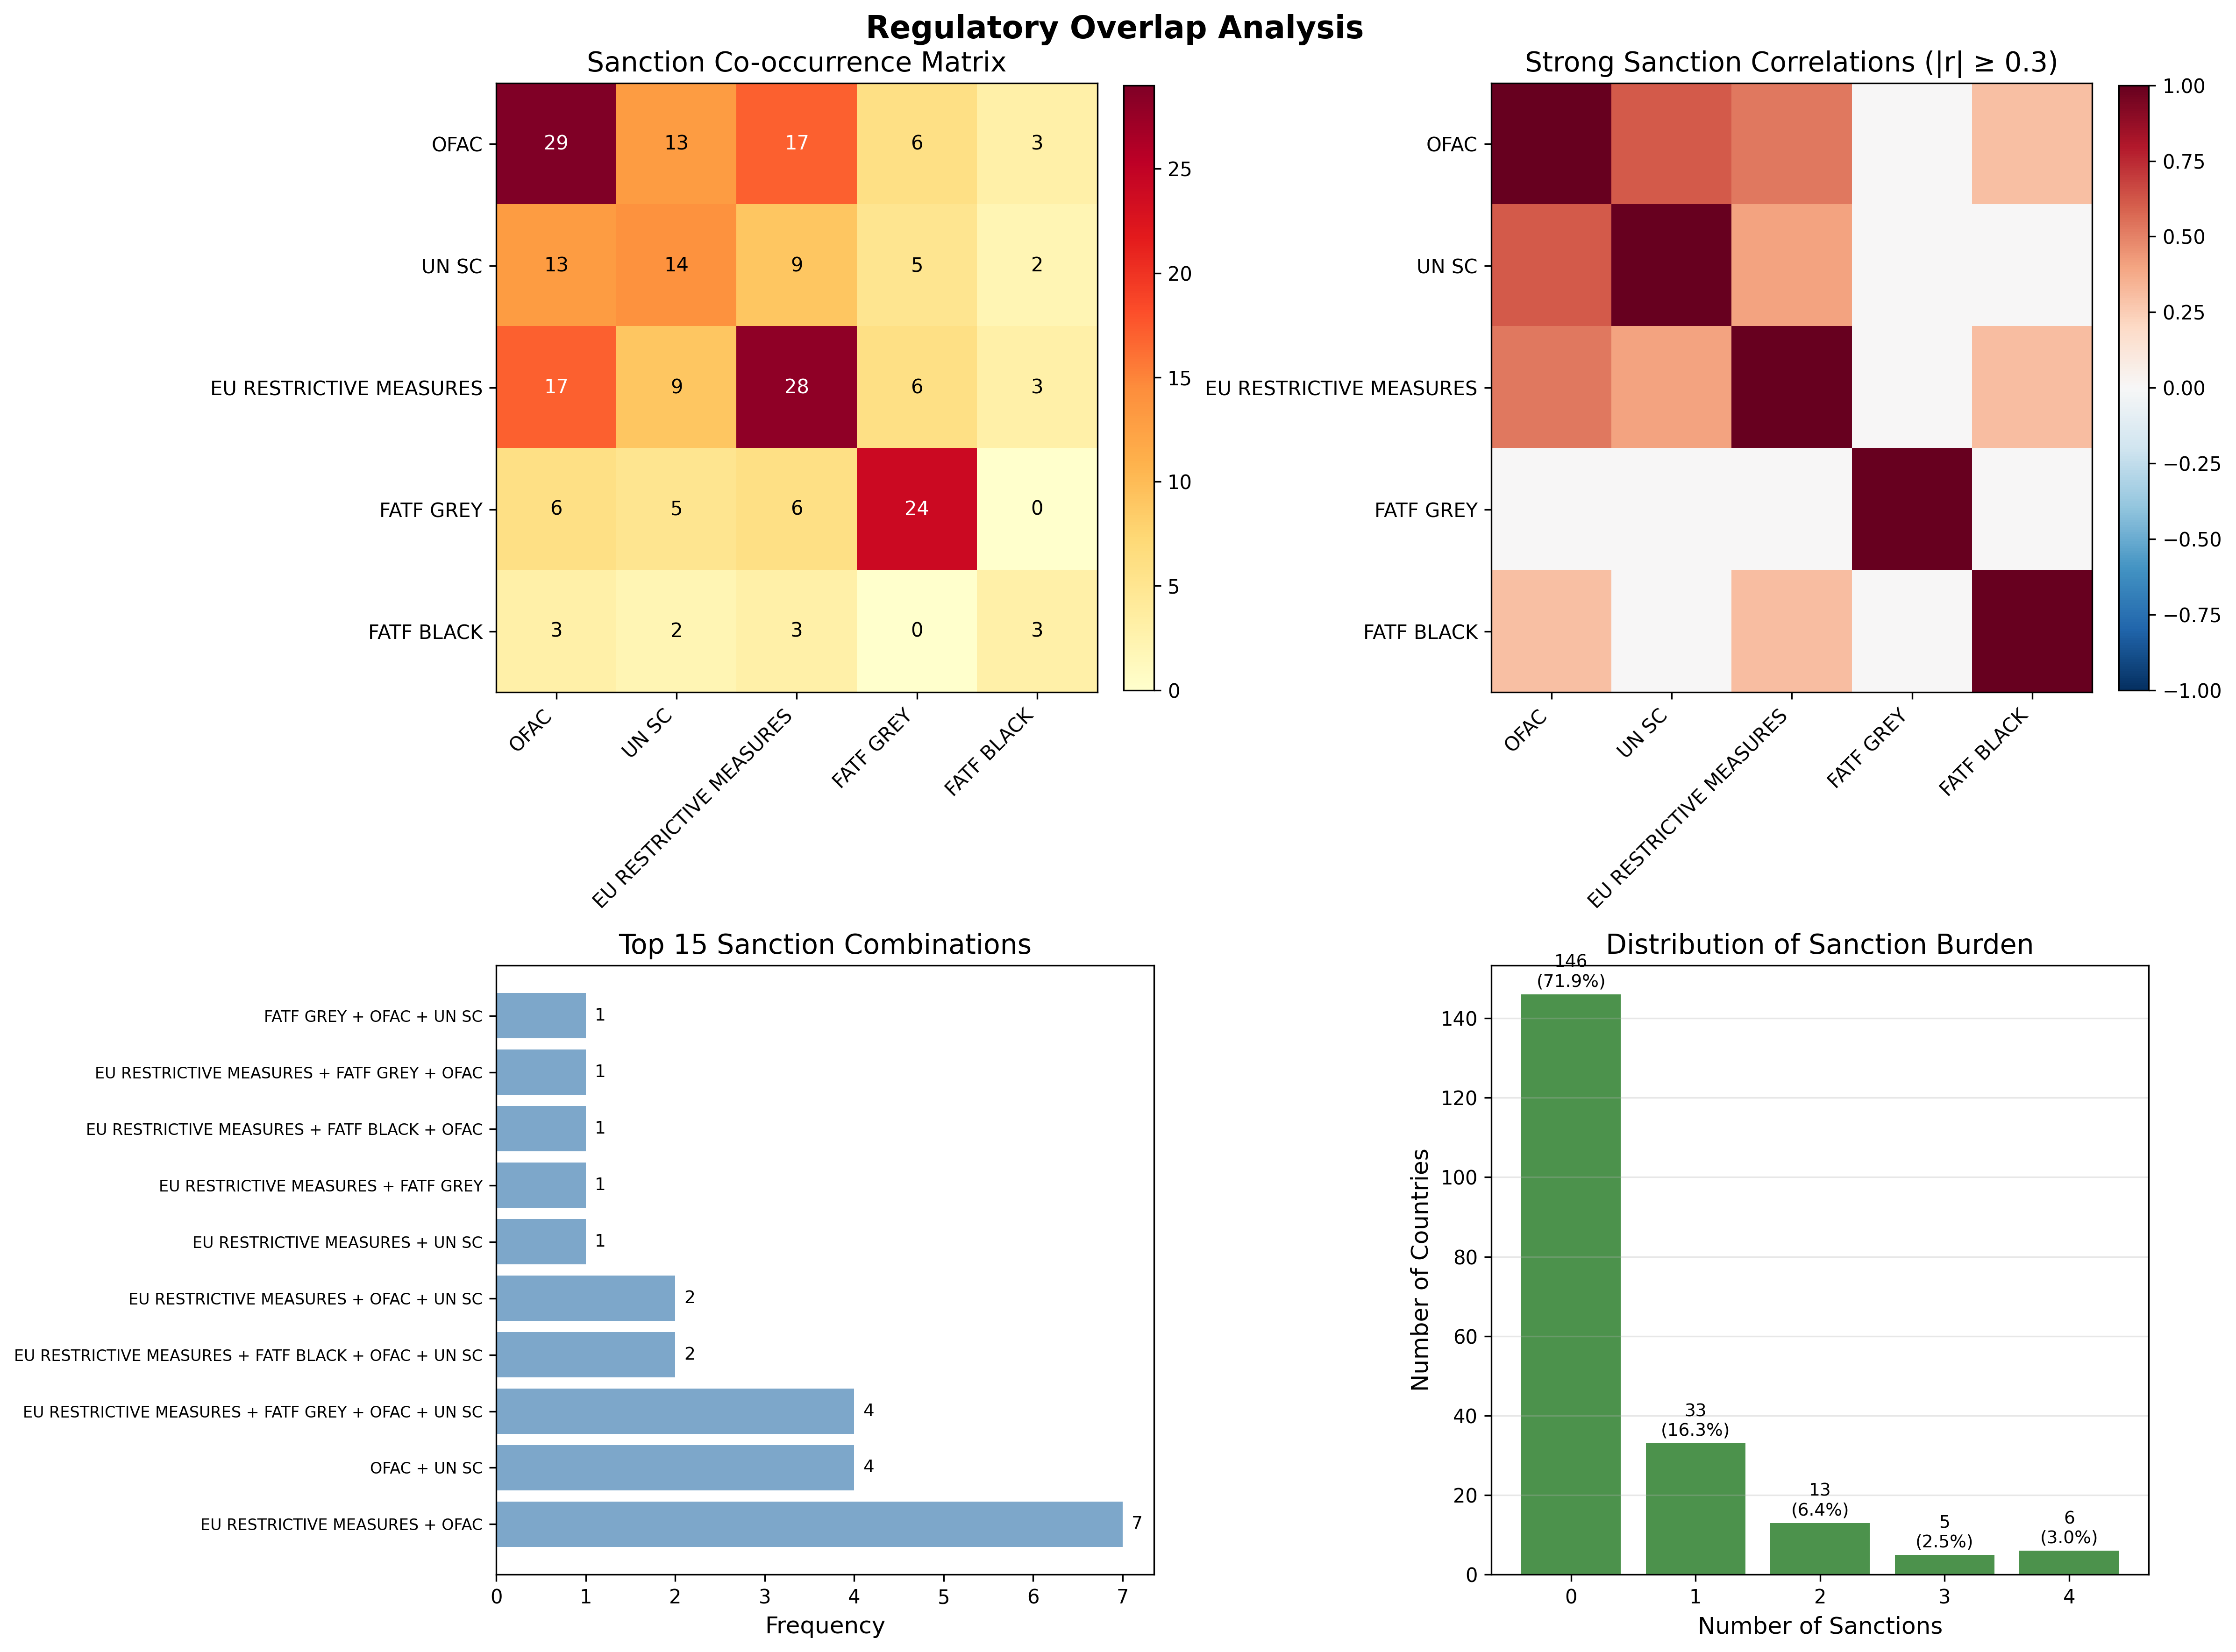 Regulatory Overlap Analysis
Sanction Co-occurrence Matrix
OFAC 29 13 17 6 3
UN SC 13 14 9 5 2
EU RESTRICTIVE MEASURES 17 9 28 6 3
FATF GREY 6 5 6 24 0
FATF BLACK 3 2 3 0 3
OFAC
UN SC
EU RESTRICTIVE MEASURES
FATF GREY
FATF BLACK
25
20
15
10
5
0
Strong Sanction Correlations (|r| ≥ 0.3)
OFAC
UN SC
EU RESTRICTIVE MEASURES
FATF GREY
FATF BLACK
OFAC
UN SC
EU RESTRICTIVE MEASURES
FATF GREY
FATF BLACK
1.00
0.75
0.50
0.25
0.00
−0.25
−0.50
−0.75
−1.00
Top 15 Sanction Combinations
FATF GREY + OFAC + UN SC 1
EU RESTRICTIVE MEASURES + FATF GREY + OFAC 1
EU RESTRICTIVE MEASURES + FATF BLACK + OFAC 1
EU RESTRICTIVE MEASURES + FATF GREY 1
EU RESTRICTIVE MEASURES + UN SC 1
EU RESTRICTIVE MEASURES + OFAC + UN SC 2
EU RESTRICTIVE MEASURES + FATF BLACK + OFAC + UN SC 2
EU RESTRICTIVE MEASURES + FATF GREY + OFAC + UN SC 4
OFAC + UN SC 4
EU RESTRICTIVE MEASURES + OFAC 7
0 1 2 3 4 5 6 7
Frequency
Distribution of Sanction Burden
Number of Countries
140
120
100
80
60
40
20
0
146
(71.9%)
33
(16.3%)
13
(6.4%)
5
(2.5%)
6
(3.0%)
0 1 2 3 4
Number of Sanctions